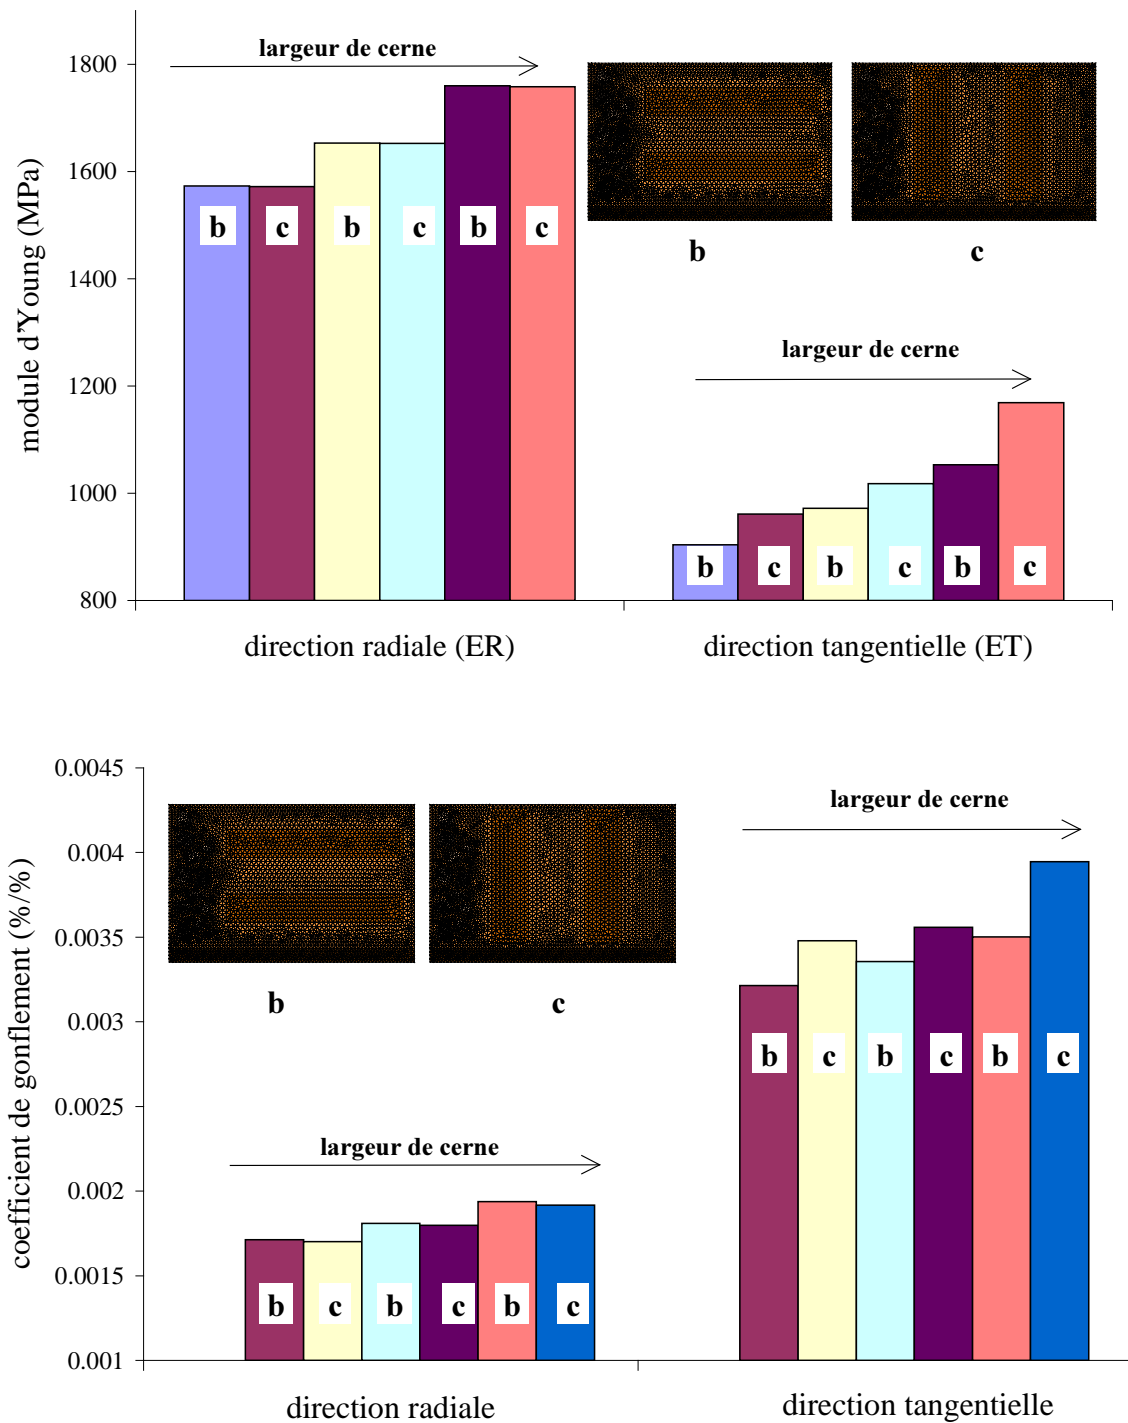 largeur de cerne
1800
1600
1400
1200
1000
800
module d'Young (MPa)
b c b c b c
b c
largeur de cerne
b c b c b c
direction radiale (ER) direction tangentielle (ET)
0.0045
0.004
0.0035
0.003
0.0025
0.002
0.0015
0.001
coefficient de gonflement (%/%)
largeur de cerne
b c
b c b c b c
largeur de cerne
b c b c b c
direction radiale direction tangentielle